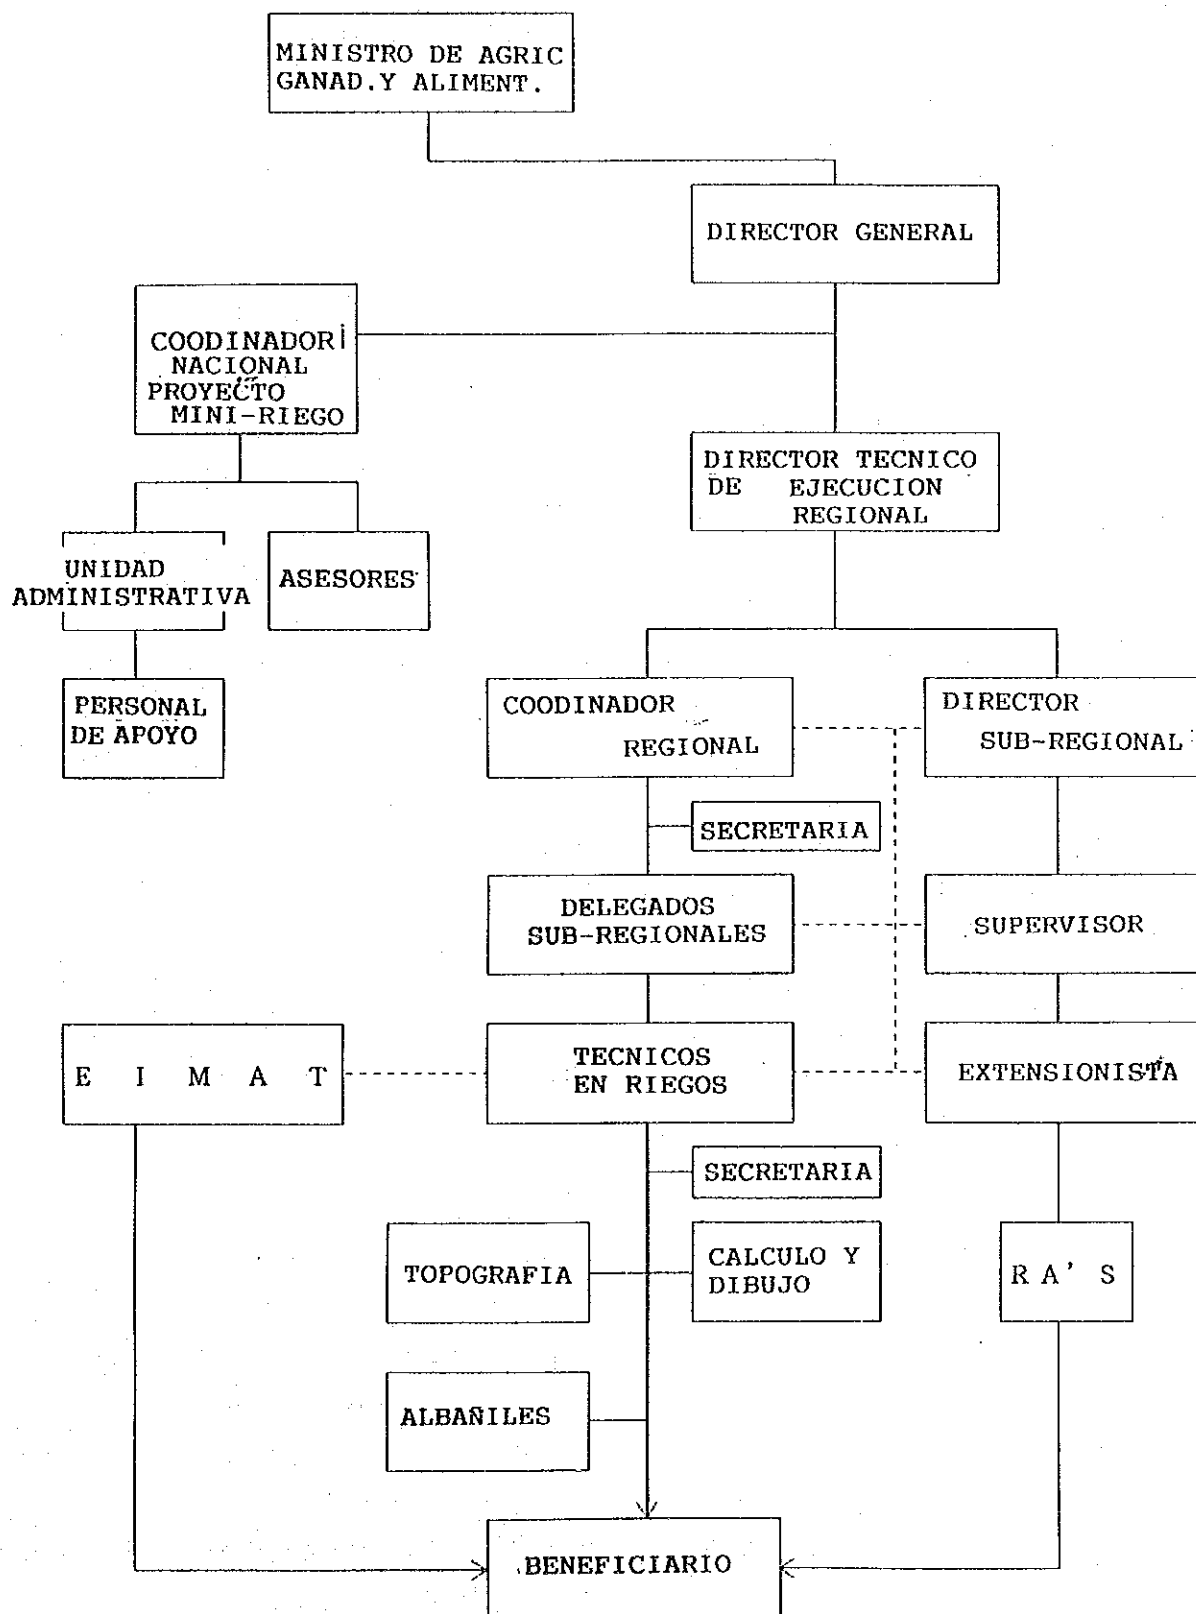 MINISTRO DE AGRIC
GANAD.Y ALIMENT.
DIRECTOR GENERAL
COODINADOR
NACIONAL
PROYECTO
MINI-RIEGO
DIRECTOR TECNICO
DE EJECUCION
REGIONAL
UNIDAD
ADMINISTRATIVA
ASESORES
PERSONAL
DE APOYO
COODINADOR
REGIONAL
DIRECTOR
SUB-REGIONAL
SECRETARIA
DELEGADOS
SUB-REGIONALES
SUPERVISOR
E I M A T
TECNICOS
EN RIEGOS
EXTENSIONISTA
SECRETARIA
TOPOGRAFIA
CALCULO Y
DIBUJO
R A' S
ALBAÑILES
BENEFICIARIO